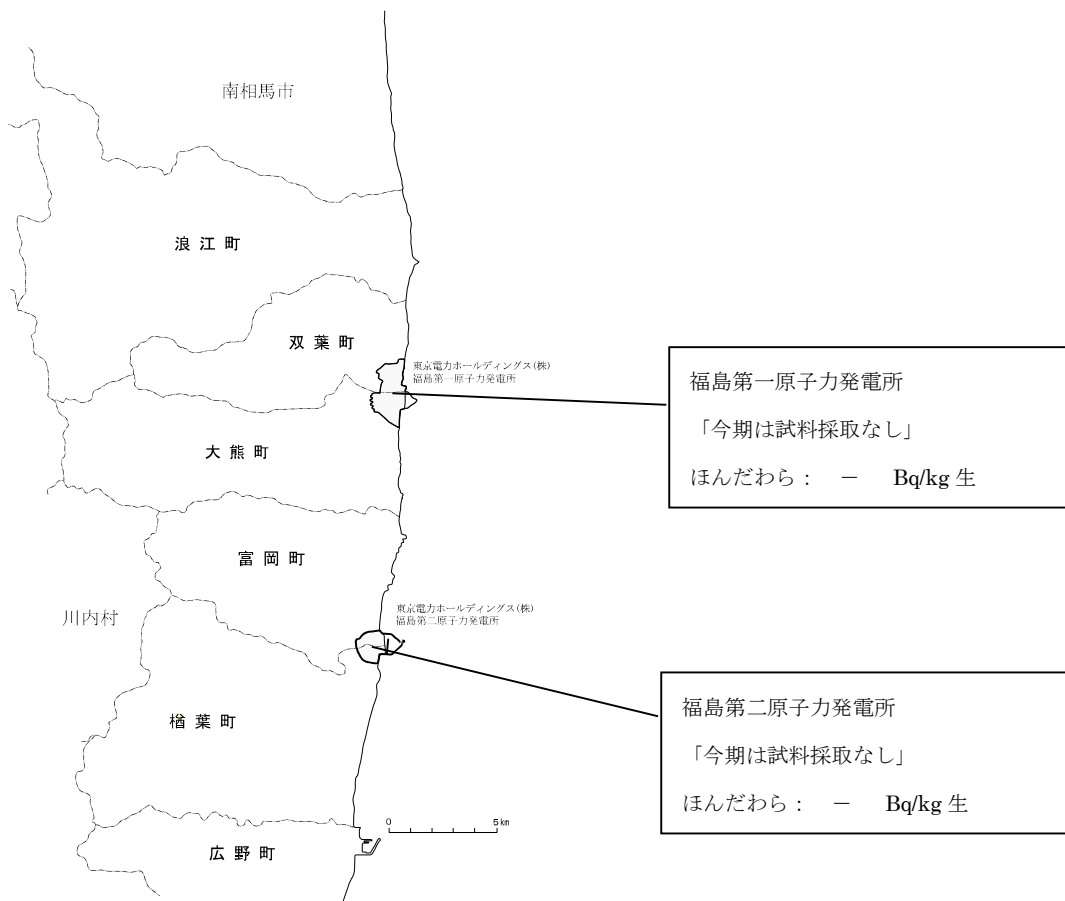 南相馬市
浪江町
双葉町
東京電力ホールディングス(株)
福島第一原子力発電所
福島第一原子力発電所
「今期は試料採取なし」
ほんだわら： － Bq/kg 生
大熊町
富岡町
川内村
東京電力ホールディングス(株)
福島第二原子力発電所
福島第二原子力発電所
「今期は試料採取なし」
ほんだわら： － Bq/kg 生
楢葉町
0 5km
広野町